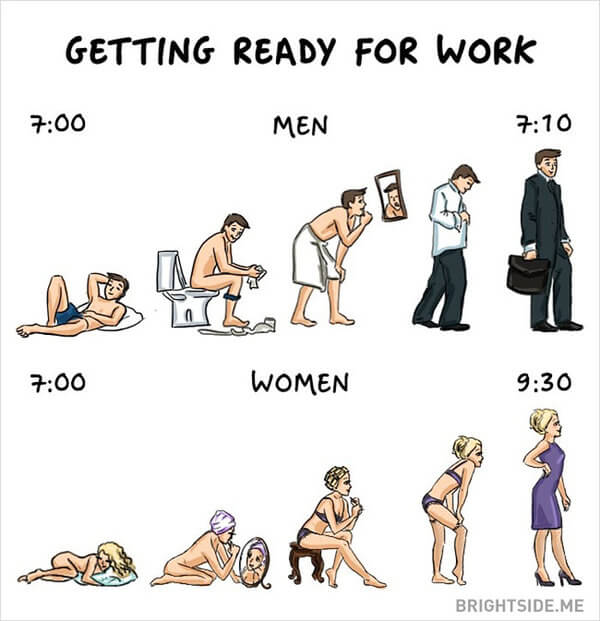 GETTING READY FOR WORK
7:00 MEN 7:10
7:00 WOMEN 9:30
BRIGHTSIDE.ME